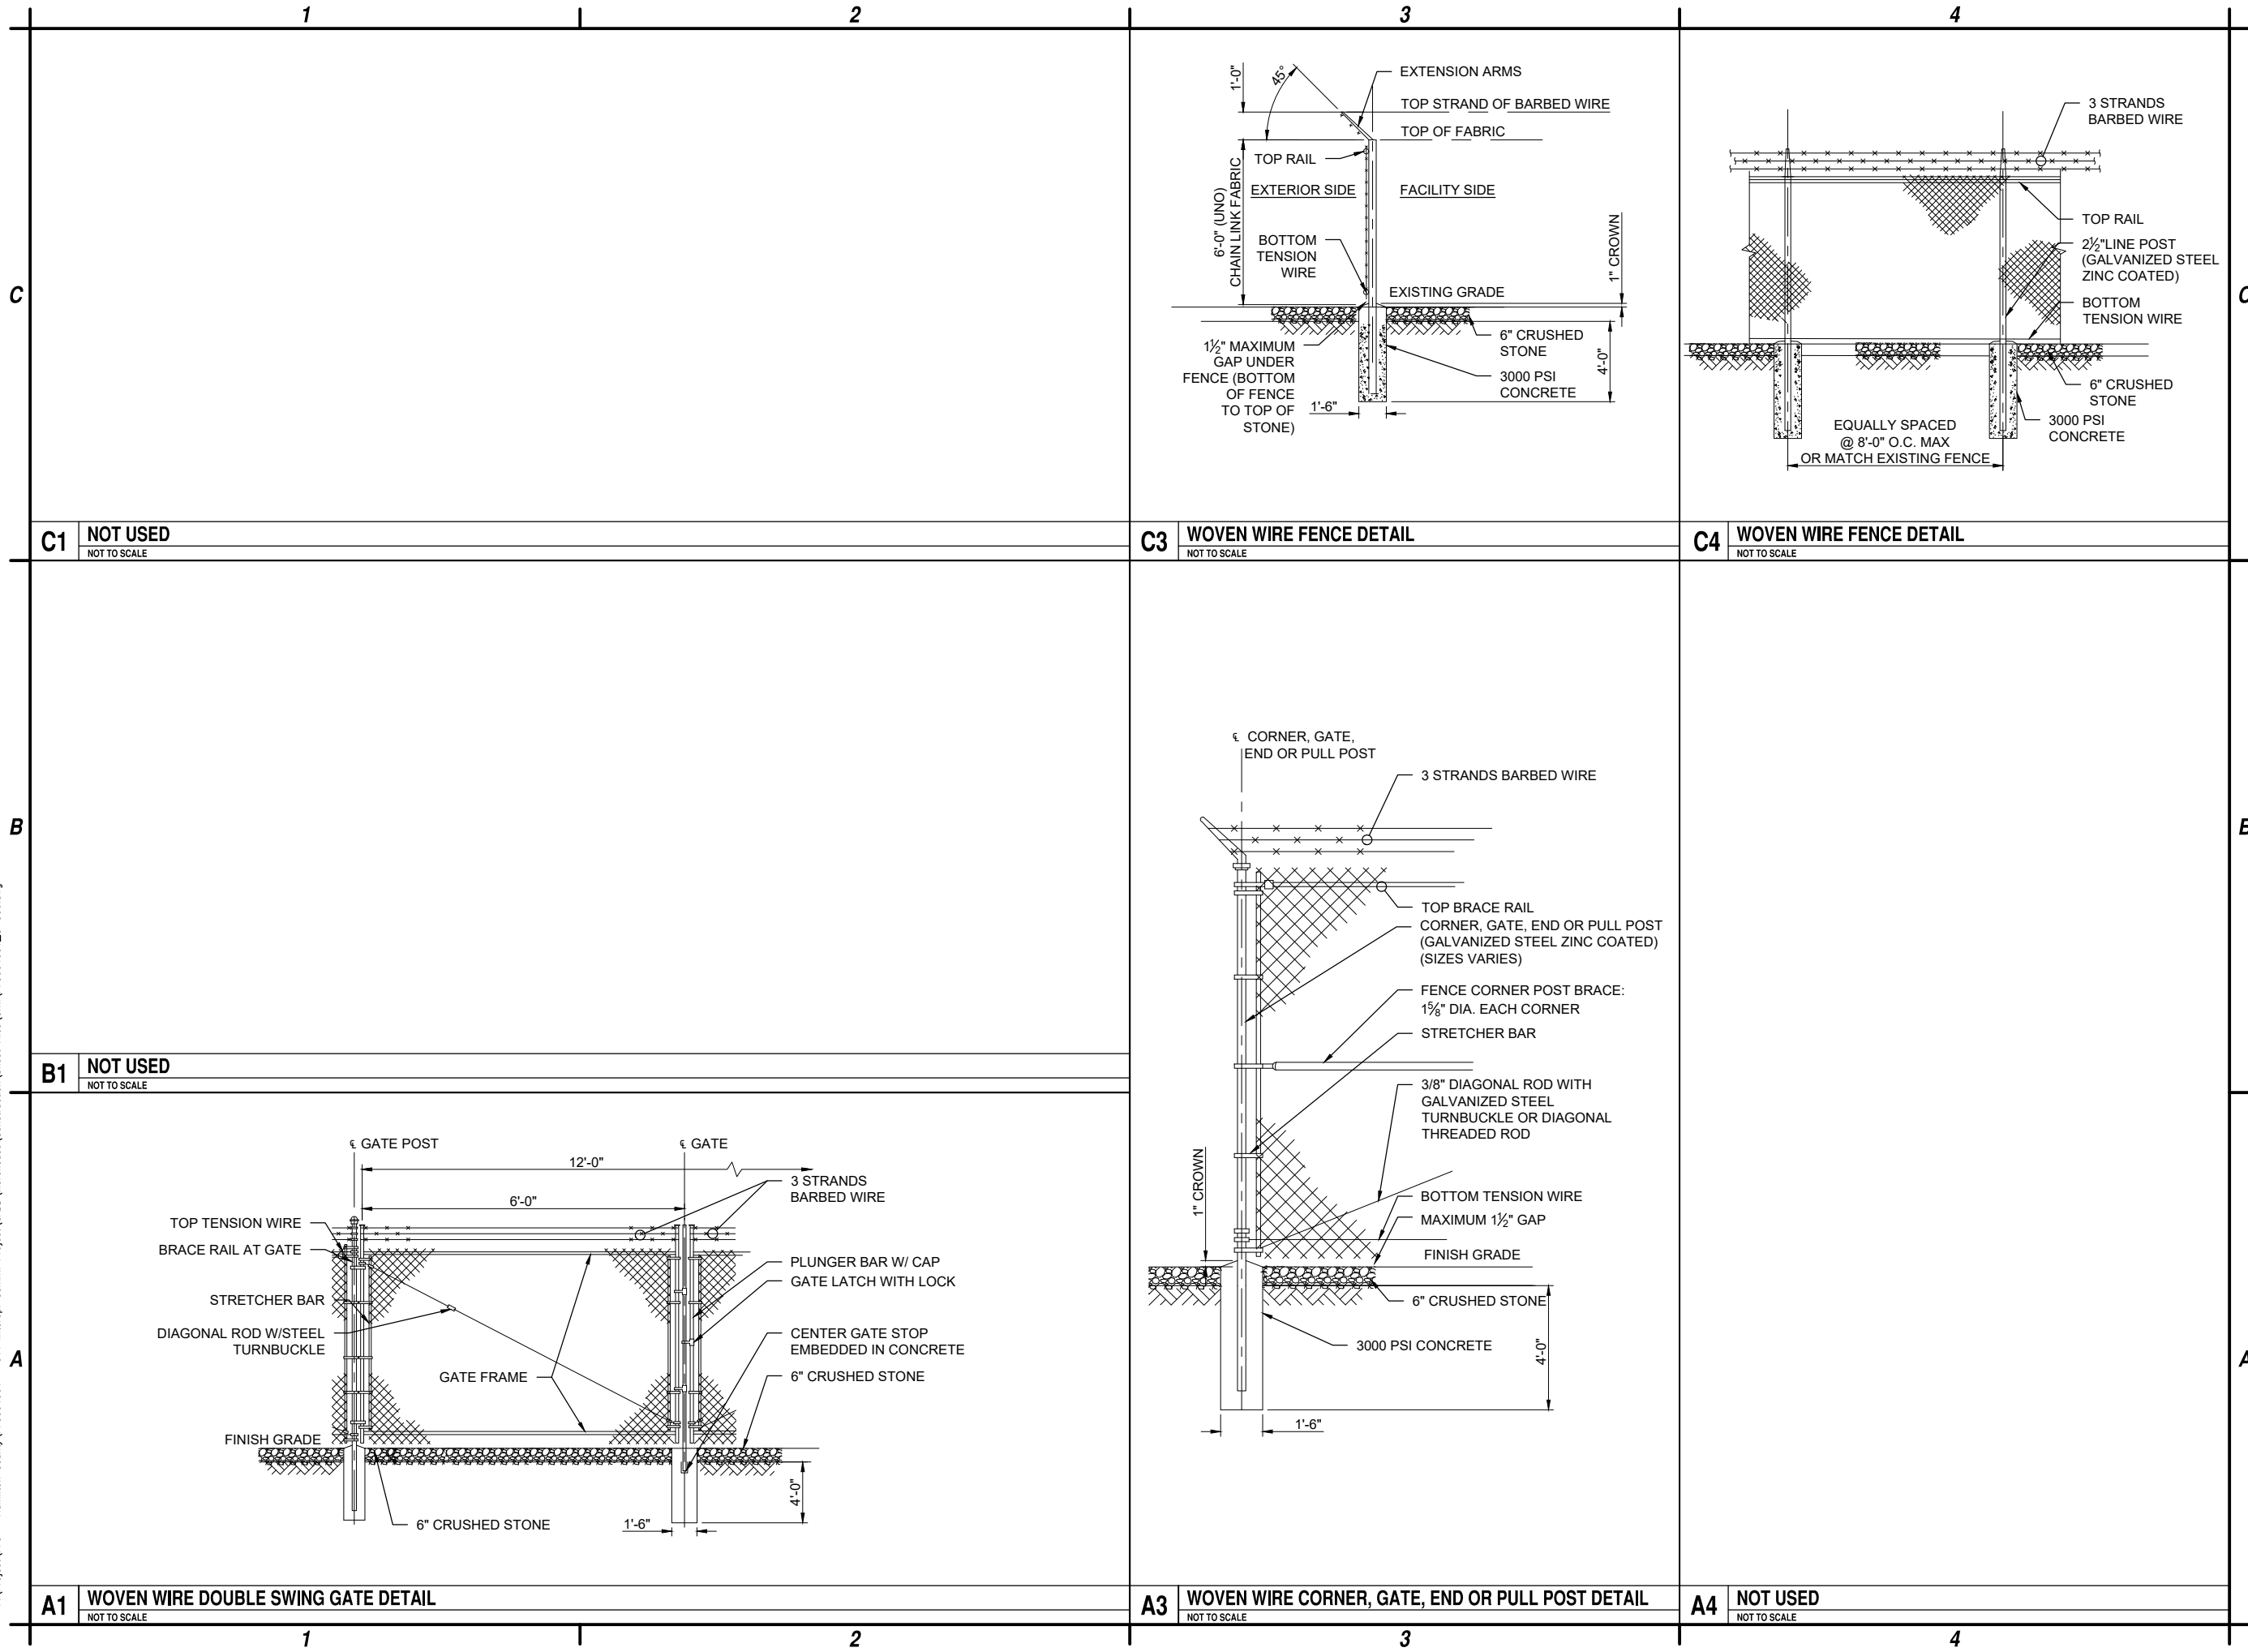 1
2
3
4
C
C
EXTENSION ARMS
TOP STRAND OF BARBED WIRE
TOP OF FABRIC
45°
1'-0"
TOP RAIL
EXTERIOR SIDE
FACILITY SIDE
6'-0" (UNO)
CHAIN LINK FABRIC
BOTTOM
TENSION
WIRE
1" CROWN
EXISTING GRADE
1½" MAXIMUM
GAP UNDER
FENCE (BOTTOM
OF FENCE
TO TOP OF
STONE)
6" CRUSHED
STONE
3000 PSI
CONCRETE
4'-0"
1'-6"
3 STRANDS
BARBED WIRE
TOP RAIL
2½"LINE POST
(GALVANIZED STEEL
ZINC COATED)
BOTTOM
TENSION WIRE
6" CRUSHED
STONE
3000 PSI
CONCRETE
EQUALLY SPACED
@ 8'-0" O.C. MAX
OR MATCH EXISTING FENCE
C1
NOT USED
NOT TO SCALE
C3
WOVEN WIRE FENCE DETAIL
NOT TO SCALE
C4
WOVEN WIRE FENCE DETAIL
NOT TO SCALE
B
B
B1
NOT USED
NOT TO SCALE
℄ CORNER, GATE,
END OR PULL POST
3 STRANDS BARBED WIRE
TOP BRACE RAIL
CORNER, GATE, END OR PULL POST
(GALVANIZED STEEL ZINC COATED)
(SIZES VARIES)
FENCE CORNER POST BRACE:
1⅝" DIA. EACH CORNER
STRETCHER BAR
3/8" DIAGONAL ROD WITH
GALVANIZED STEEL
TURNBUCKLE OR DIAGONAL
THREADED ROD
1" CROWN
BOTTOM TENSION WIRE
MAXIMUM 1½" GAP
FINISH GRADE
6" CRUSHED STONE
3000 PSI CONCRETE
4'-0"
1'-6"
A
A
℄ GATE POST
℄ GATE
12'-0"
6'-0"
3 STRANDS
BARBED WIRE
TOP TENSION WIRE
BRACE RAIL AT GATE
STRETCHER BAR
DIAGONAL ROD W/STEEL
TURNBUCKLE
GATE FRAME
PLUNGER BAR W/ CAP
GATE LATCH WITH LOCK
CENTER GATE STOP
EMBEDDED IN CONCRETE
6" CRUSHED STONE
FINISH GRADE
6" CRUSHED STONE
4'-0"
1'-6"
A1
WOVEN WIRE DOUBLE SWING GATE DETAIL
NOT TO SCALE
A3
WOVEN WIRE CORNER, GATE, END OR PULL POST DETAIL
NOT TO SCALE
A4
NOT USED
NOT TO SCALE
1
2
3
4